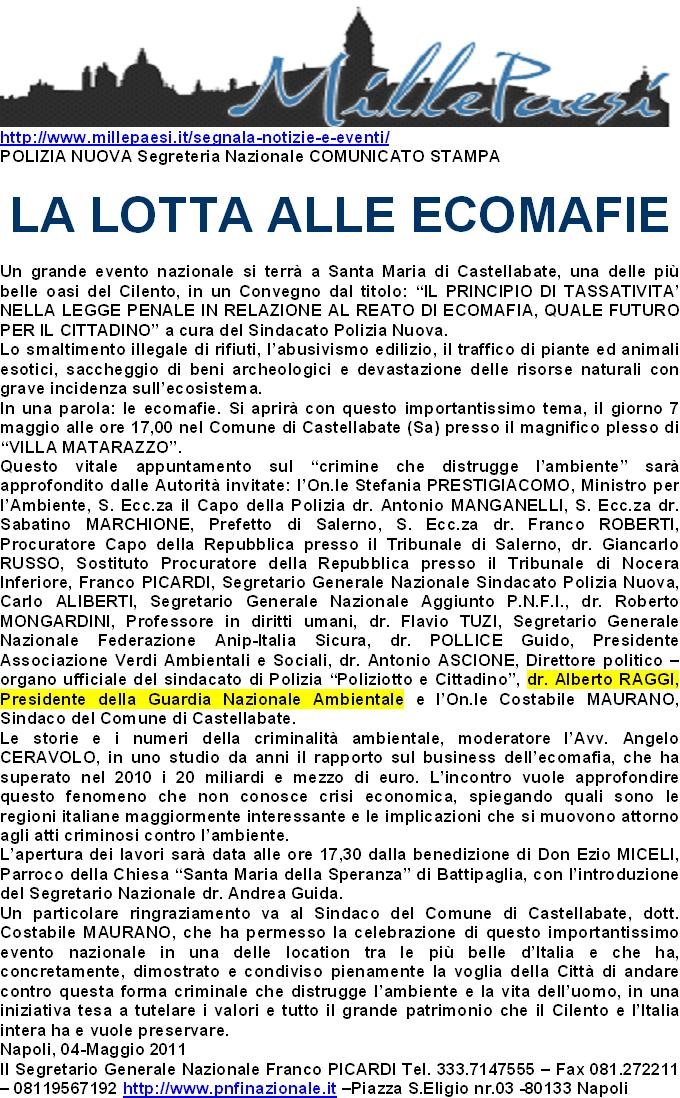 MillePaesi
http://www.millepaesi.it/segnala-notizie-e-eventi/
POLIZIA NUOVA Segreteria Nazionale COMUNICATO STAMPA
LA LOTTA ALLE ECOMAFIE
Un grande evento nazionale si terrà a Santa Maria di Castellabate, una delle più
belle oasi del Cilento, in un Convegno dal titolo: “IL PRINCIPIO DI TASSATIVITA’
NELLA LEGGE PENALE IN RELAZIONE AL REATO DI ECOMAFIA, QUALE FUTURO
PER IL CITTADINO” a cura del Sindacato Polizia Nuova.
Lo smaltimento illegale di rifiuti, l’abusivismo edilizio, il traffico di piante ed animali
esotici, saccheggio di beni archeologici e devastazione delle risorse naturali con
grave incidenza sull’ecosistema.
In una parola: le ecomafie. Si aprirà con questo importantissimo tema, il giorno 7
maggio alle ore 17,00 nel Comune di Castellabate (Sa) presso il magnifico plesso di
“VILLA MATARAZZO”.
Questo vitale appuntamento sul “crimine che distrugge l’ambiente” sarà
approfondito dalle Autorità invitate: l’On.le Stefania PRESTIGIACOMO, Ministro per
l’Ambiente, S. Ecc.za il Capo della Polizia dr. Antonio MANGANELLI, S. Ecc.za dr.
Sabatino MARCHIONE, Prefetto di Salerno, S. Ecc.za dr. Franco ROBERTI,
Procuratore Capo della Repubblica presso il Tribunale di Salerno, dr. Giancarlo
RUSSO, Sostituto Procuratore della Repubblica presso il Tribunale di Nocera
Inferiore, Franco PICARDI, Segretario Generale Nazionale Sindacato Polizia Nuova,
Carlo ALIBERTI, Segretario Generale Nazionale Aggiunto P.N.F.I., dr. Roberto
MONGARDINI, Professore in diritti umani, dr. Flavio TUZI, Segretario Generale
Nazionale Federazione Anip-Italia Sicura, dr. POLLICE Guido, Presidente
Associazione Verdi Ambientali e Sociali, dr. Antonio ASCIONE, Direttore politico –
organo ufficiale del sindacato di Polizia “Poliziotto e Cittadino”, dr. Alberto RAGGI,
Presidente della Guardia Nazionale Ambientale e l’On.le Costabile MAURANO,
Sindaco del Comune di Castellabate.
Le storie e i numeri della criminalità ambientale, moderatore l’Avv. Angelo
CERAVOLO, in uno studio da anni il rapporto sul business dell’ecomafia, che ha
superato nel 2010 i 20 miliardi e mezzo di euro. L’incontro vuole approfondire
questo fenomeno che non conosce crisi economica, spiegando quali sono le
regioni italiane maggiormente interessante e le implicazioni che si muovono attorno
agli atti criminosi contro l’ambiente.
L’apertura dei lavori sarà data alle ore 17,30 dalla benedizione di Don Ezio MICELI,
Parroco della Chiesa “Santa Maria della Speranza” di Battipaglia, con l’introduzione
del Segretario Nazionale dr. Andrea Guida.
Un particolare ringraziamento va al Sindaco del Comune di Castellabate, dott.
Costabile MAURANO, che ha permesso la celebrazione di questo importantissimo
evento nazionale in una delle location tra le più belle d’Italia e che ha,
concretamente, dimostrato e condiviso pienamente la voglia della Città di andare
contro questa forma criminale che distrugge l’ambiente e la vita dell’uomo, in una
iniziativa tesa a tutelare i valori e tutto il grande patrimonio che il Cilento e l’Italia
intera ha e vuole preservare.
Napoli, 04-Maggio 2011
Il Segretario Generale Nazionale Franco PICARDI Tel. 333.7147555 – Fax 081.272211
– 08119567192 http://www.pnfinazionale.it –Piazza S.Eligio nr.03 -80133 Napoli